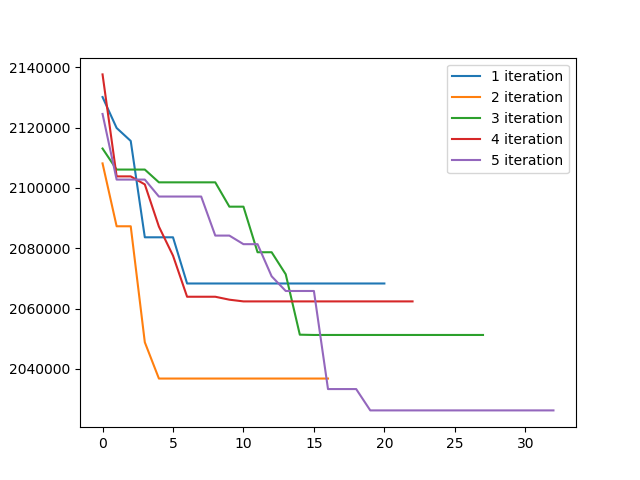 2140000
2120000
2100000
2080000
2060000
2040000
0 5 10 15 20 25 30
1 iteration
2 iteration
3 iteration
4 iteration
5 iteration